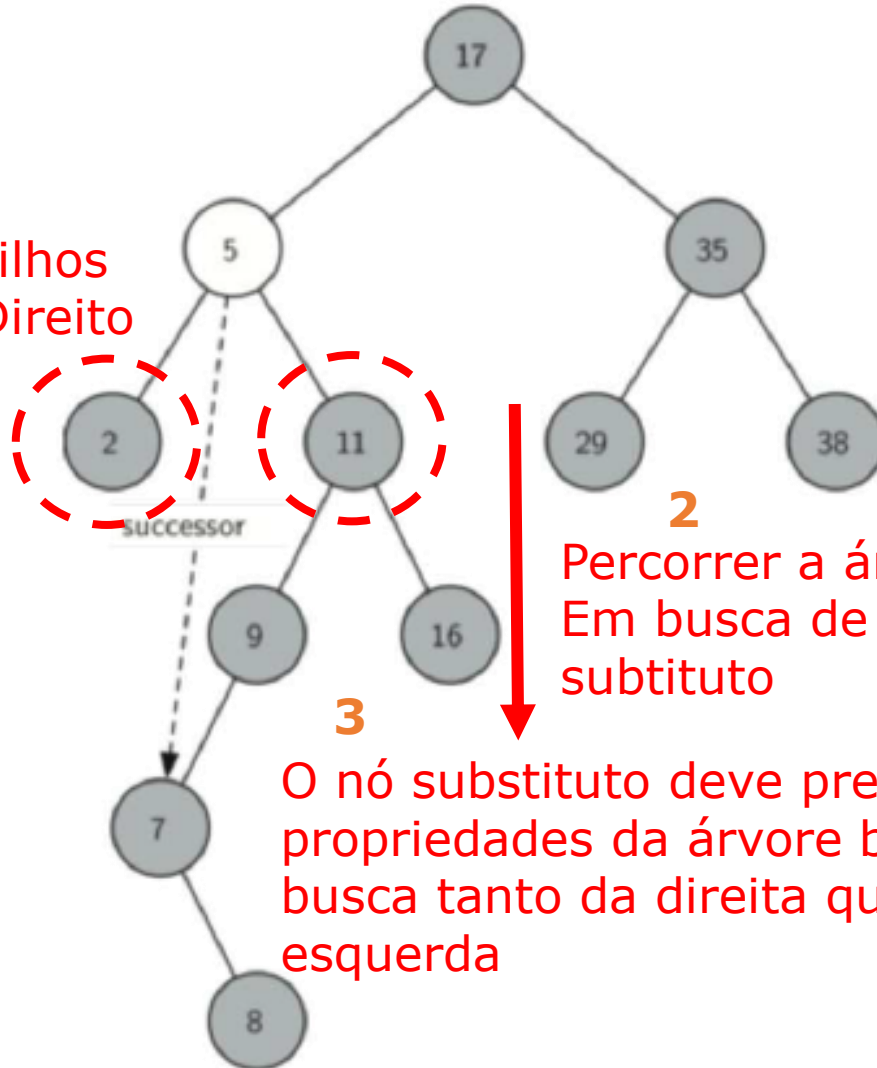 17
5
35
ilhos
Direito
2
11
29
38
successor
2
Percorrer a ár
Em busca de
subtituto
9
16
3
O nó substituto deve pre
propriedades da árvore b
busca tanto da direita qu
esquerda
7
8